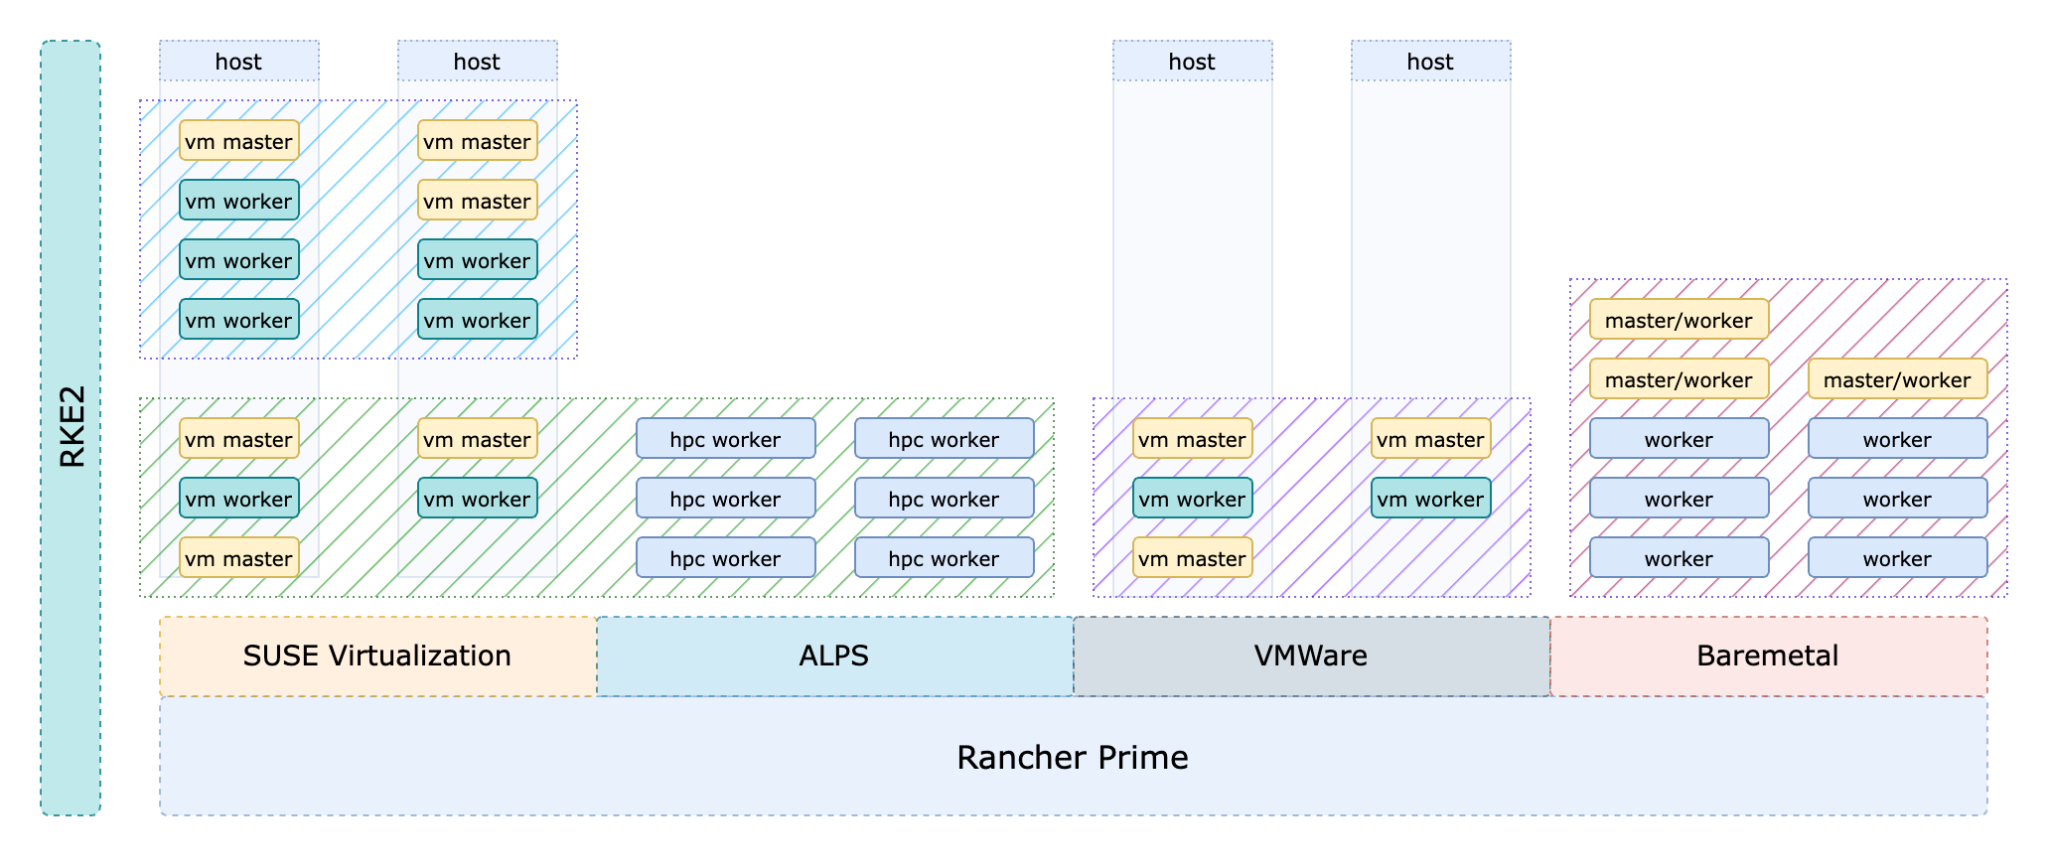 RKE2
host
host
host
host
vm master
vm master
vm worker
vm master
vm worker
vm worker
vm worker
vm worker
vm master
vm master
hpc worker
hpc worker
vm worker
vm worker
hpc worker
hpc worker
vm master
hpc worker
hpc worker
vm master
vm master
vm worker
vm worker
vm master
master/worker
master/worker
master/worker
worker
worker
worker
worker
worker
worker
SUSE Virtualization
ALPS
VMWare
Baremetal
Rancher Prime